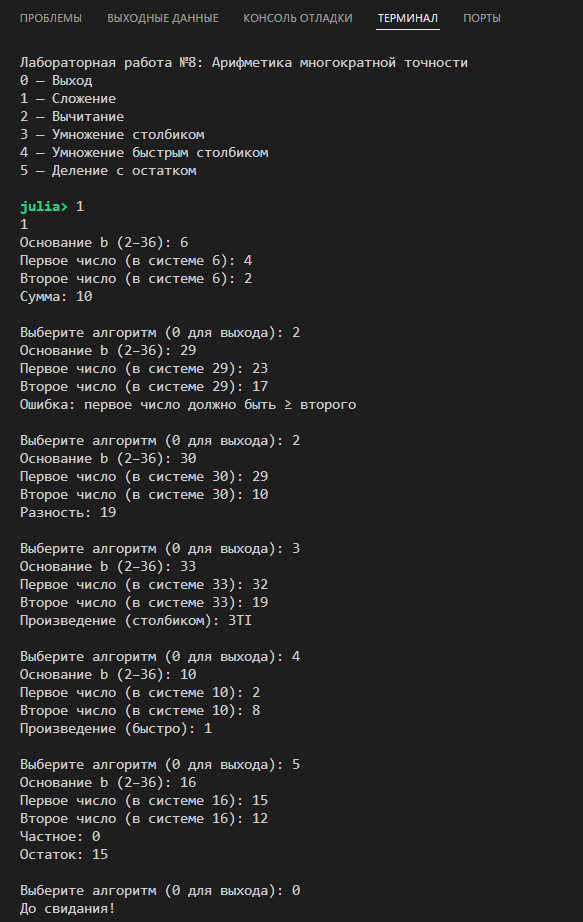 ПРОБЛЕМЫ ВЫХОДНЫЕ ДАННЫЕ КОНСОЛЬ ОТЛАДКИ ТЕРМИНАЛ ПОРТЫ
Лабораторная работа №8: Арифметика многократной точности
0 — Выход
1 — Сложение
2 — Вычитание
3 — Умножение столбиком
4 — Умножение быстрым столбиком
5 — Деление с остатком
julia> 1
1
Основание b (2–36): 6
Первое число (в системе 6): 4
Второе число (в системе 6): 2
Сумма: 10
Выберите алгоритм (0 для выхода): 2
Основание b (2–36): 29
Первое число (в системе 29): 23
Второе число (в системе 29): 17
Ошибка: первое число должно быть ≥ второго
Выберите алгоритм (0 для выхода): 2
Основание b (2–36): 30
Первое число (в системе 30): 29
Второе число (в системе 30): 10
Разность: 19
Выберите алгоритм (0 для выхода): 3
Основание b (2–36): 33
Первое число (в системе 33): 32
Второе число (в системе 33): 19
Произведение (столбиком): 3TI
Выберите алгоритм (0 для выхода): 4
Основание b (2–36): 10
Первое число (в системе 10): 2
Второе число (в системе 10): 8
Произведение (быстро): 1
Выберите алгоритм (0 для выхода): 5
Основание b (2–36): 16
Первое число (в системе 16): 15
Второе число (в системе 16): 12
Частное: 0
Остаток: 15
Выберите алгоритм (0 для выхода): 0
До свидания!